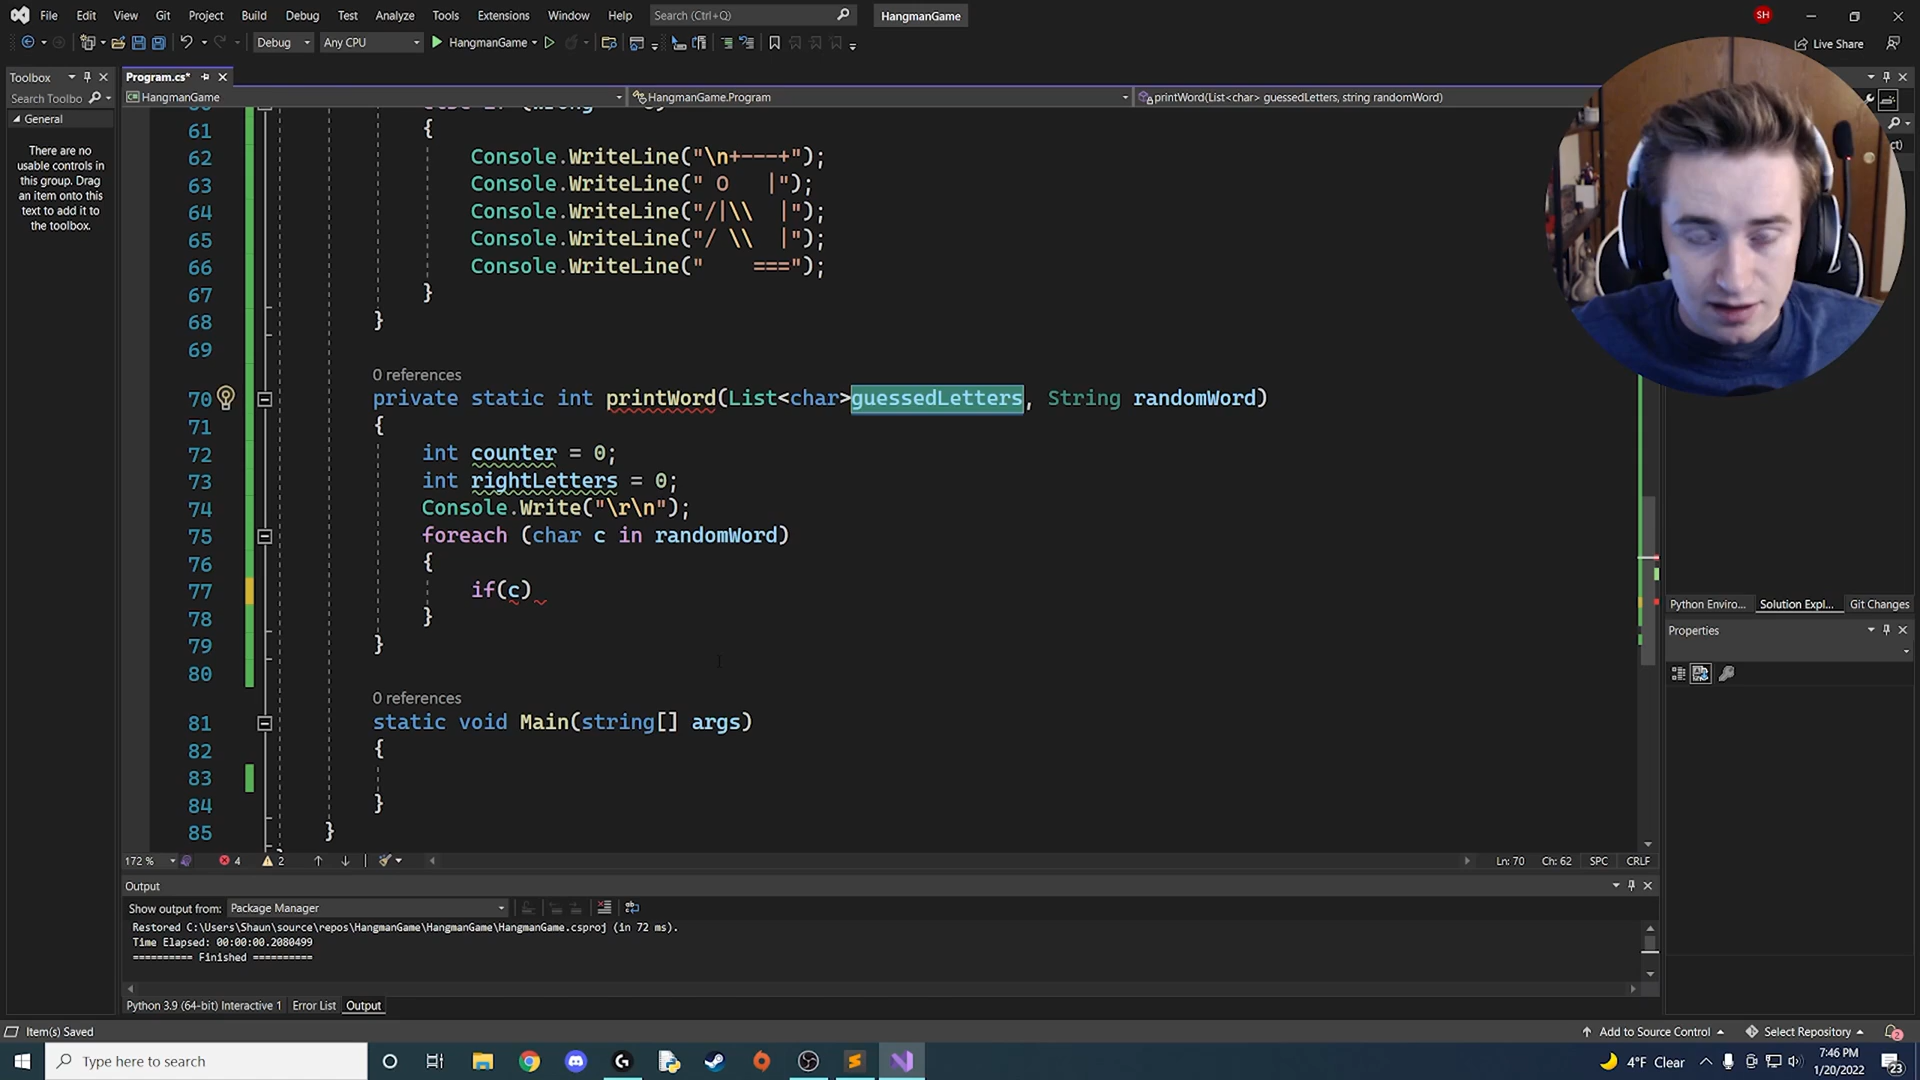 File Edit View Git Project Build Debug Test Analyze Tools Extensions Window Help Search (Ctrl+Q) HangmanGame SH
Debug Any CPU HangmanGame Live Share
Toolbox Program.cs*
Search Toolbo HangmanGame HangmanGame.Program printWord(List<char> guessedLetters, string randomWord)
General
There are no
usable controls in
this group. Drag
an item onto this
text to add it to
the toolbox.
61 {
62 Console.WriteLine("\n+---+");
63 Console.WriteLine(" O   |");
64 Console.WriteLine("/|\\  |");
65 Console.WriteLine("/ \\  |");
66 Console.WriteLine("    ===");
67 }
68 }
69
0 references
70 private static int printWord(List<char>guessedLetters, String randomWord)
71 {
72 int counter = 0;
73 int rightLetters = 0;
74 Console.Write("\r\n");
75 foreach (char c in randomWord)
76 {
77 if(c)
78 }
79 }
80
0 references
81 static void Main(string[] args)
82 {
83
84 }
85 }
172 % 4 2 Ln: 70 Ch: 62 SPC CRLF
Python Enviro... Solution Expl... Git Changes
Properties
Output
Show output from: Package Manager
Restored C:\Users\Shaun\source\repos\HangmanGame\HangmanGame\HangmanGame.csproj (in 72 ms).
Time Elapsed: 00:00:00.2080499
========== Finished ==========
Python 3.9 (64-bit) Interactive 1 Error List Output
Item(s) Saved Add to Source Control Select Repository 2
Type here to search 4°F Clear 7:46 PM
1/20/2022 23